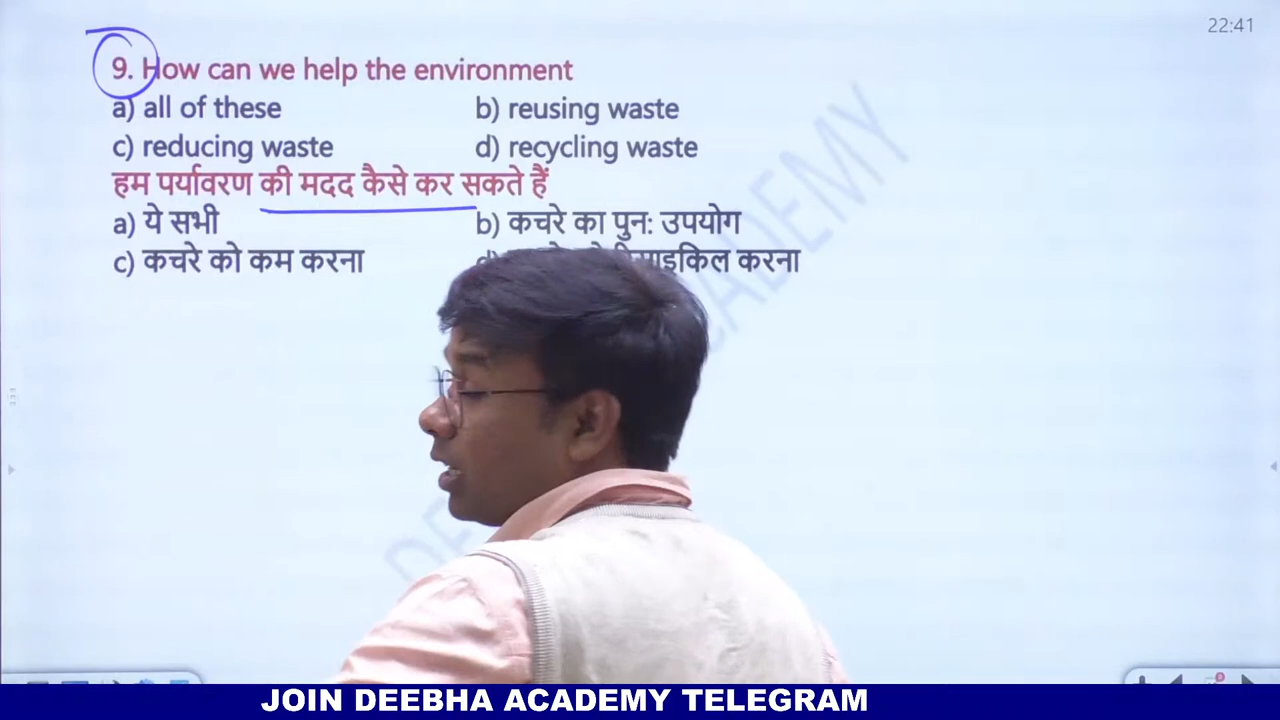 22:41
9. How can we help the environment
a) all of these b) reusing waste
c) reducing waste d) recycling waste
हम पर्यावरण की मदद कैसे कर सकते हैं
a) ये सभी b) कचरे का पुन: उपयोग
c) कचरे को कम करना करना
ACADEMY
JOIN DEEBHA ACADEMY TELEGRAM